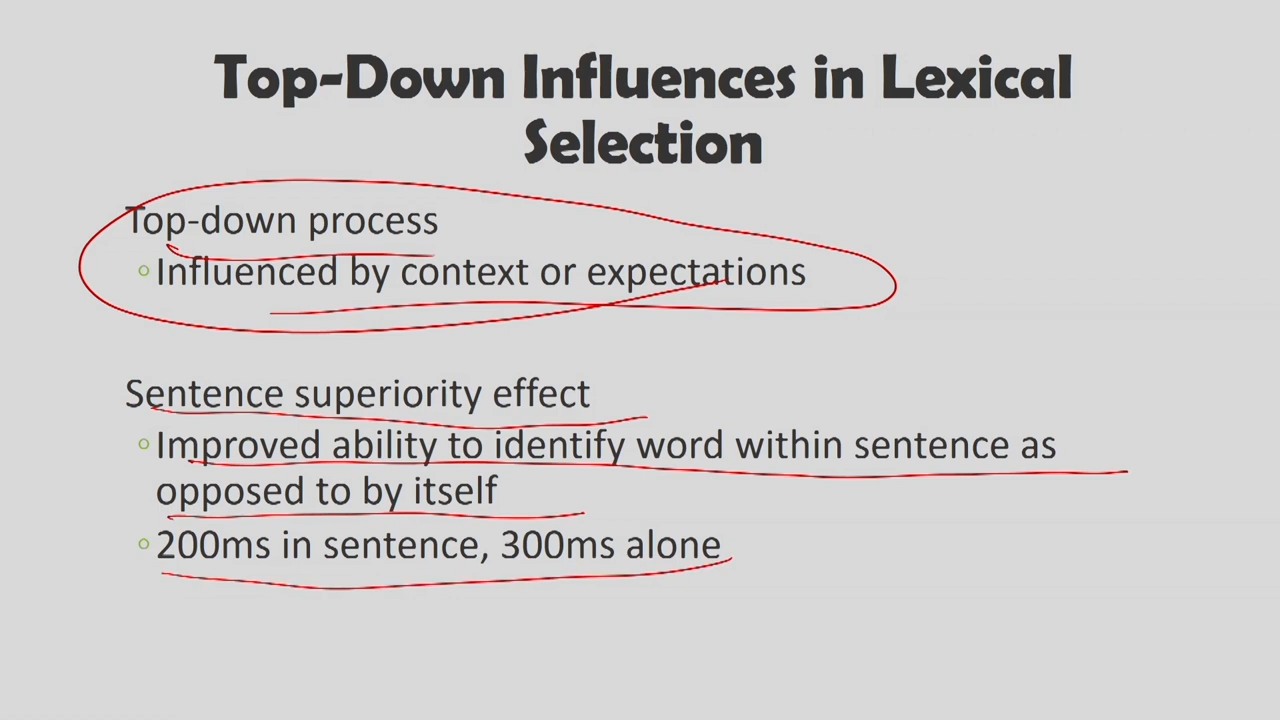 Top-Down Influences in Lexical
Selection
Top-down process
Influenced by context or expectations
Sentence superiority effect
Improved ability to identify word within sentence as
opposed to by itself
200ms in sentence, 300ms alone